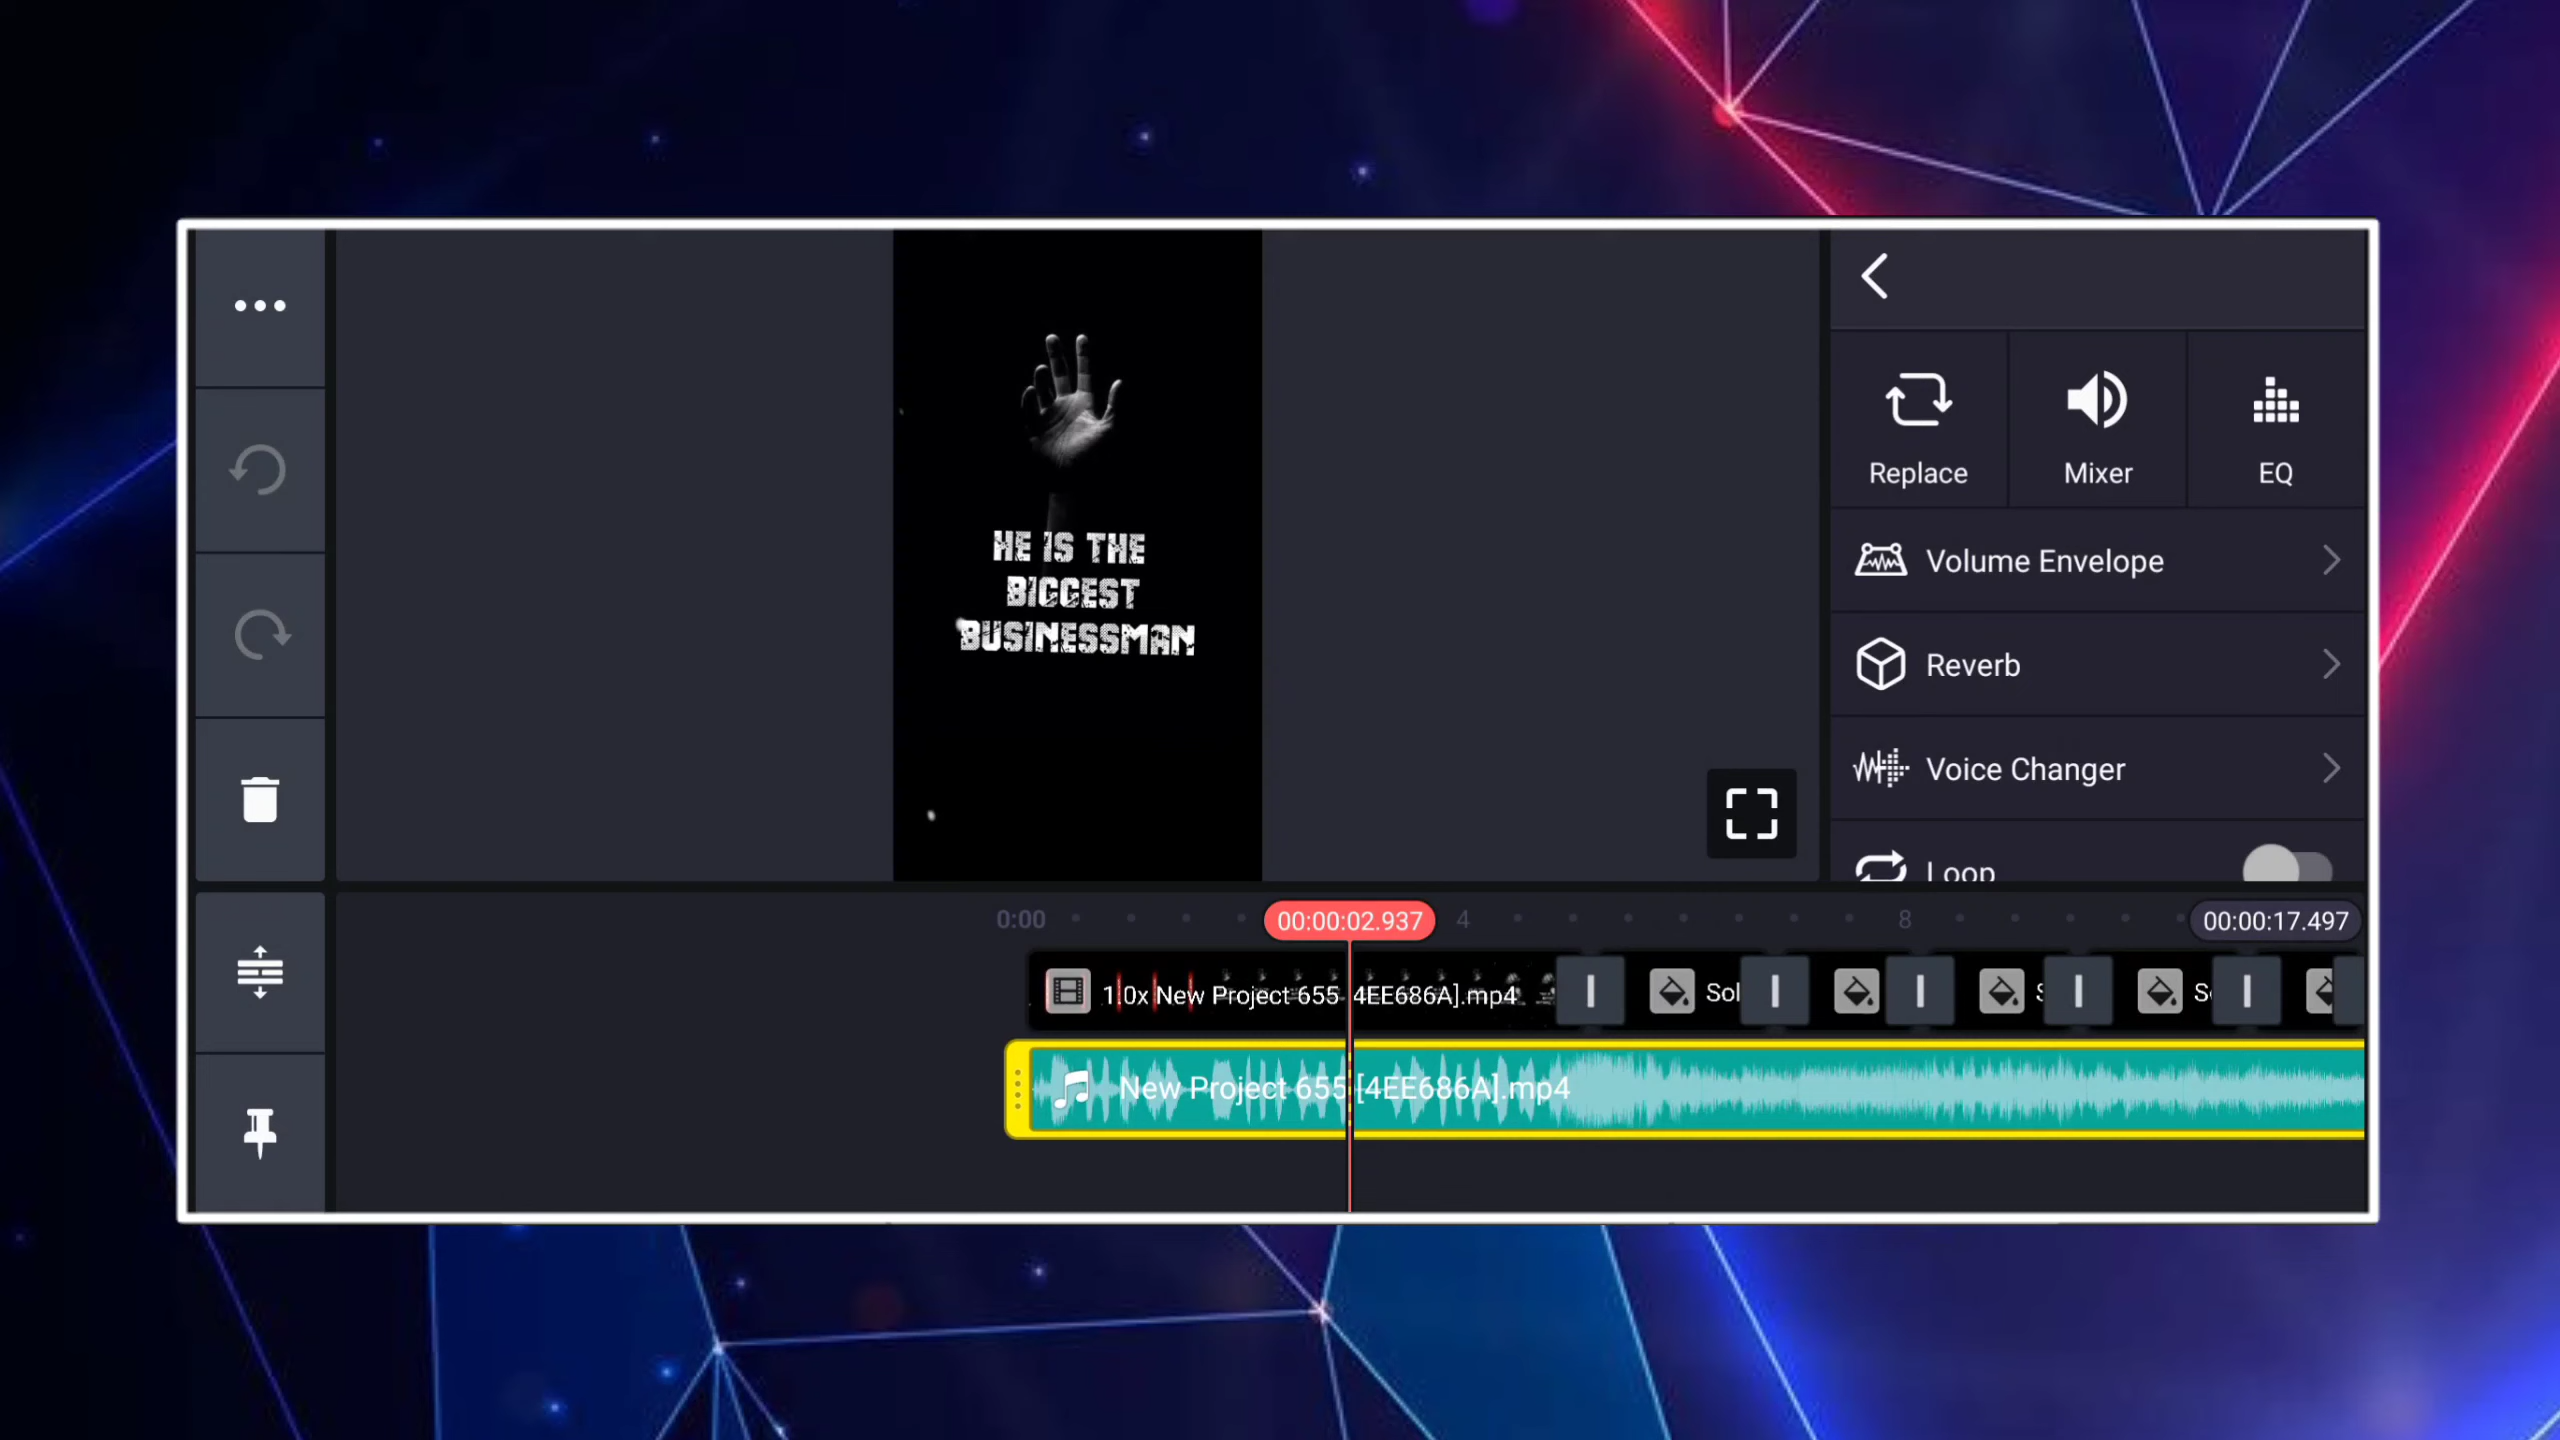 HE IS THE
BIGGEST
BUSINESSMAN
Replace
Mixer
EQ
Volume Envelope
Reverb
Voice Changer
Loop
0:00
00:00:02.937
4
8
00:00:17.497
1.0x New Project 655 [4EE686A].mp4
Sol
S
So
New Project 655 [4EE686A].mp4